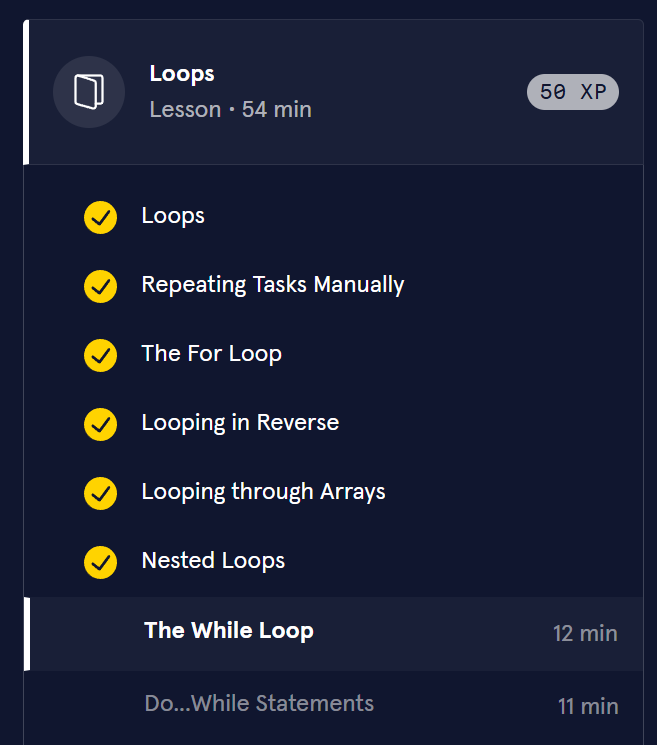 Loops
Lesson • 54 min
50 XP
Loops
Repeating Tasks Manually
The For Loop
Looping in Reverse
Looping through Arrays
Nested Loops
The While Loop
12 min
Do...While Statements
11 min